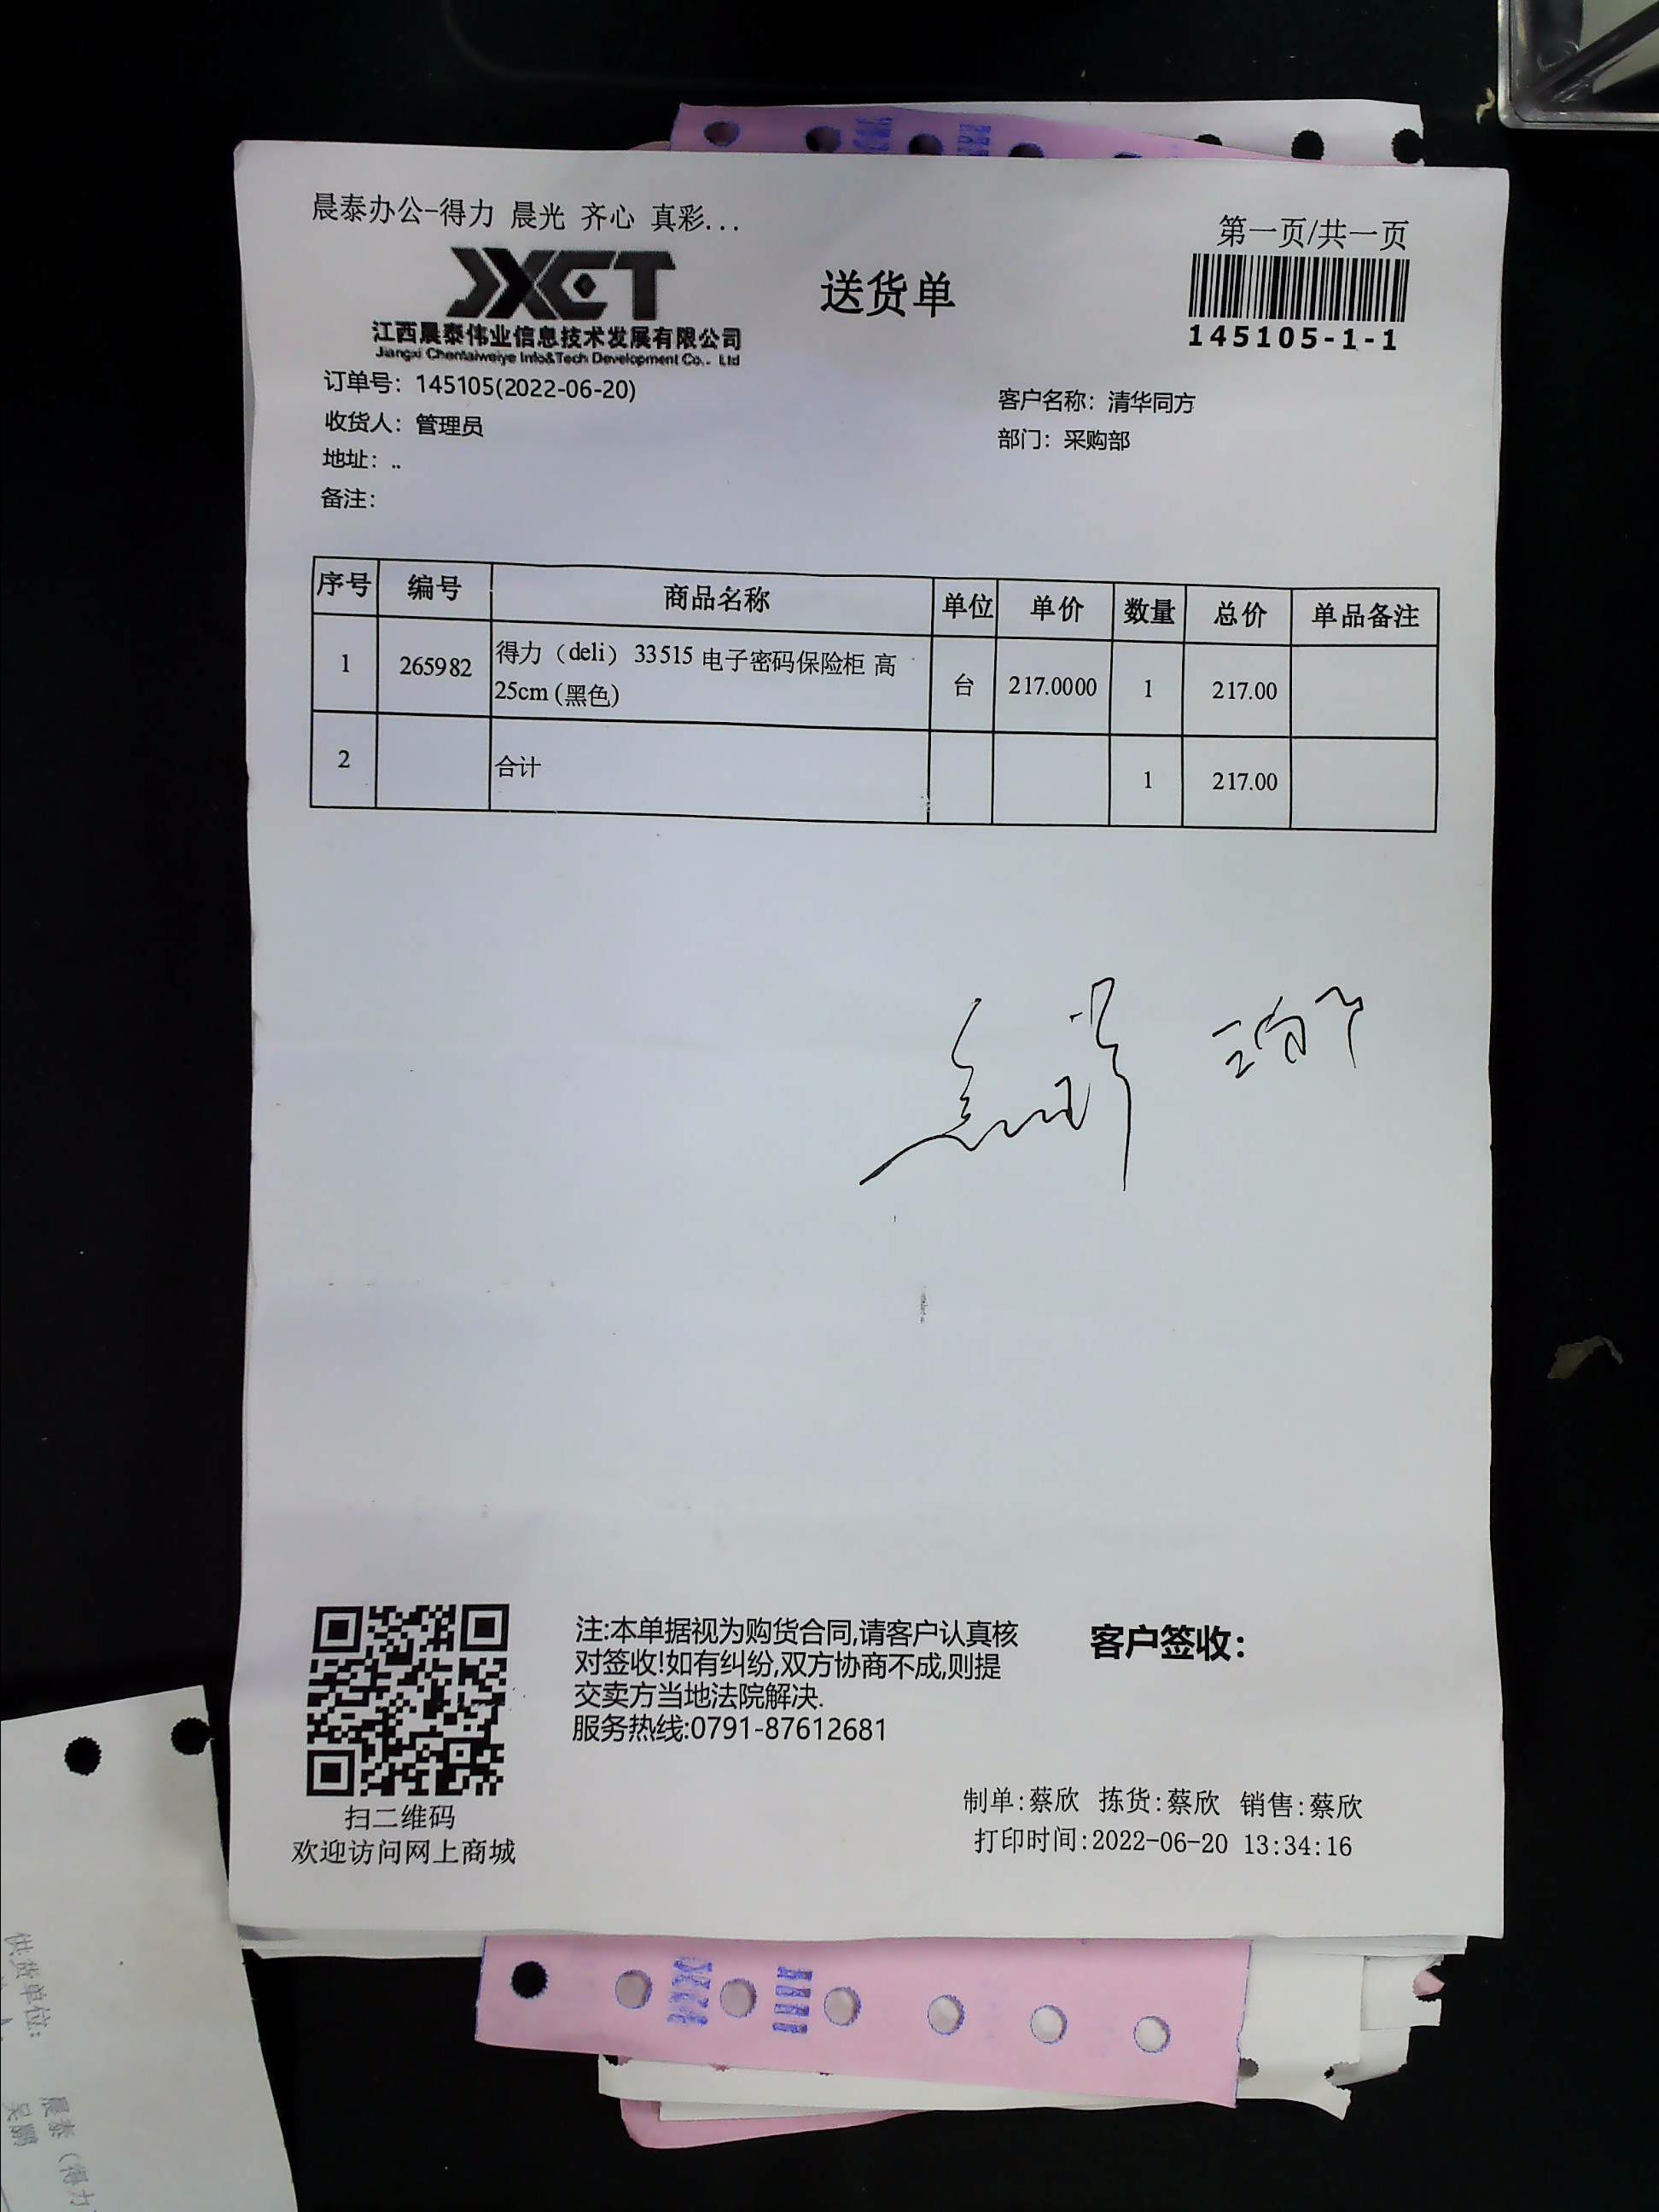 晨泰办公-得力 晨光 齐心 真彩...
第一页/共一页
JXCT
送货单
江西晨泰伟业信息技术发展有限公司
Jiangxi Chentaiweiye Info&Tech Development Co.. Ltd
145105-1-1
订单号: 145105(2022-06-20)
客户名称: 清华同方
收货人: 管理员
部门: 采购部
地址: ..
备注:
序号 编号 商品名称 单位 单价 数量 总价 单品备注
1 265982 得力（deli）33515 电子密码保险柜 高 台 217.0000 1 217.00
25cm (黑色)
2 合计 1 217.00
注:本单据视为购货合同,请客户认真核
对签收!如有纠纷,双方协商不成,则提
交卖方当地法院解决.
服务热线:0791-87612681
客户签收:
扫二维码
欢迎访问网上商城
制单:蔡欣 拣货:蔡欣 销售:蔡欣
打印时间:2022-06-20 13:34:16
供货单位:
晨泰 (得力
吴鹏